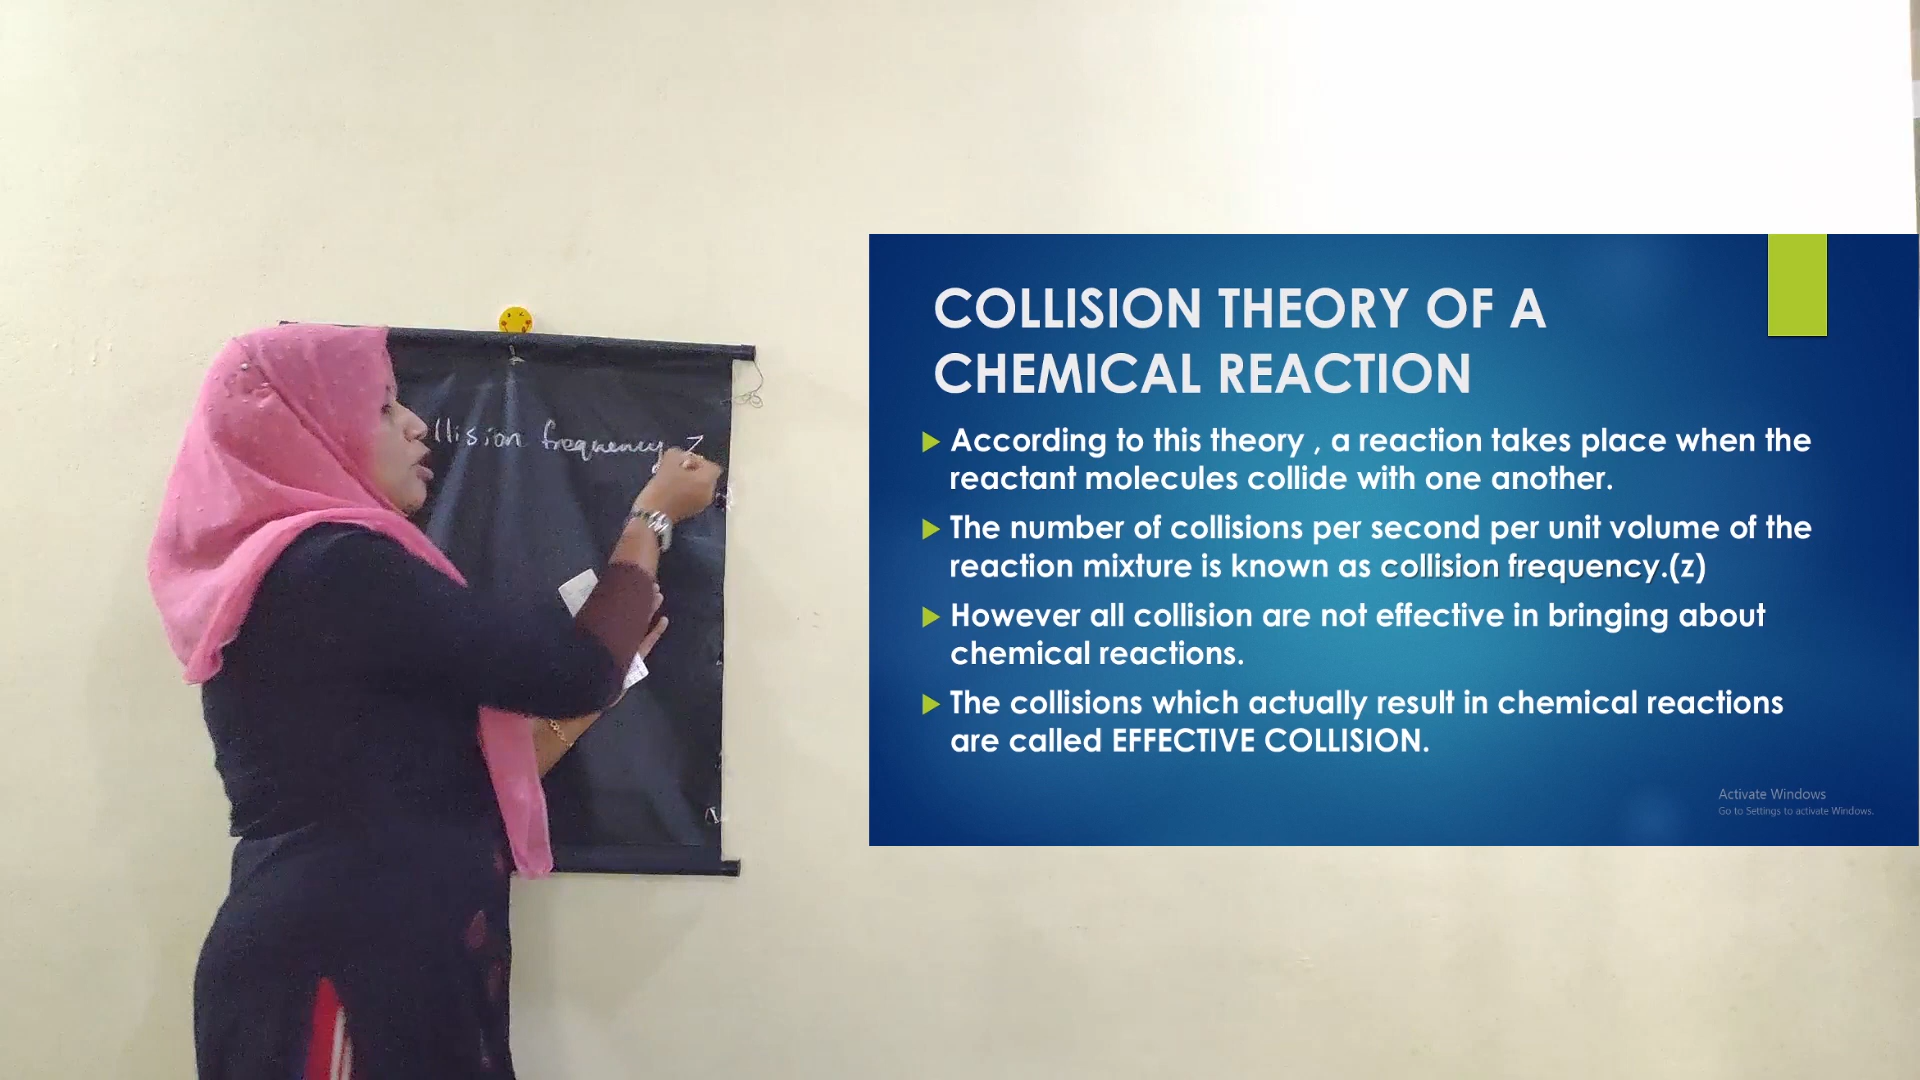 llision frequency Z
COLLISION THEORY OF A
CHEMICAL REACTION
According to this theory , a reaction takes place when the
reactant molecules collide with one another.
The number of collisions per second per unit volume of the
reaction mixture is known as collision frequency.(z)
However all collision are not effective in bringing about
chemical reactions.
The collisions which actually result in chemical reactions
are called EFFECTIVE COLLISION.
Activate Windows
Go to Settings to activate Windows.